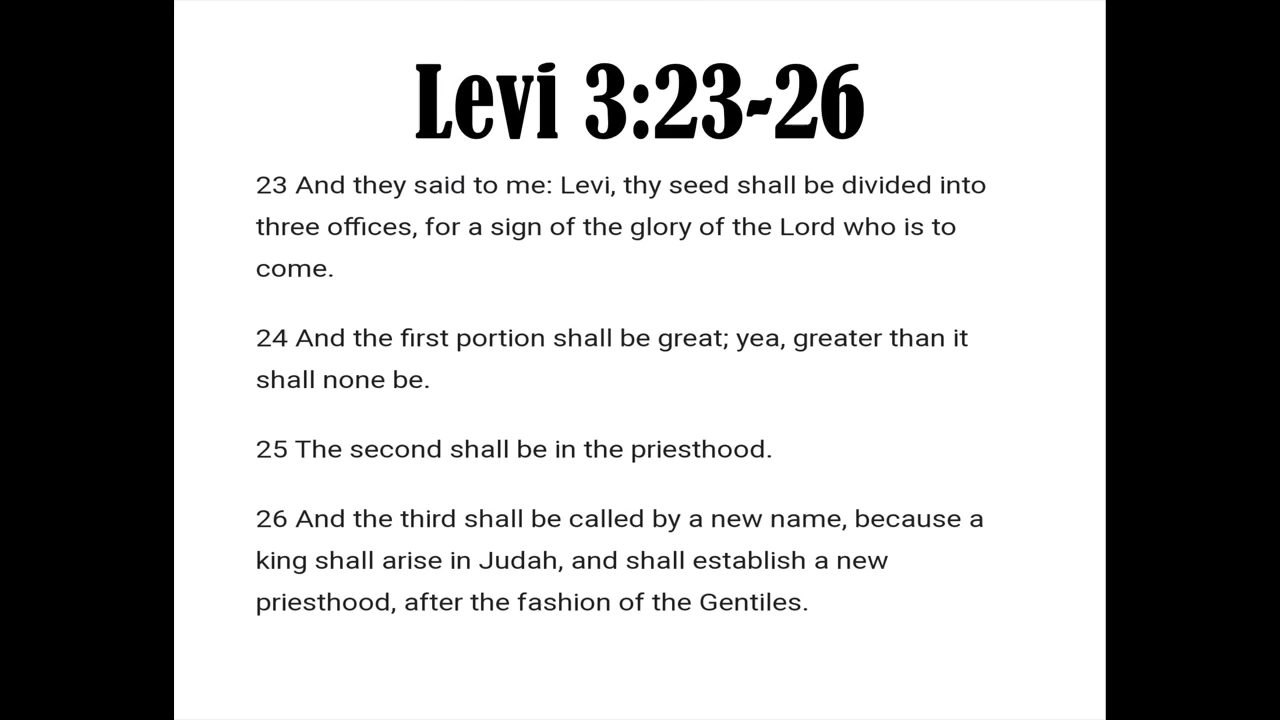 Levi 3:23-26
23 And they said to me: Levi, thy seed shall be divided into
three offices, for a sign of the glory of the Lord who is to
come.
24 And the first portion shall be great; yea, greater than it
shall none be.
25 The second shall be in the priesthood.
26 And the third shall be called by a new name, because a
king shall arise in Judah, and shall establish a new
priesthood, after the fashion of the Gentiles.